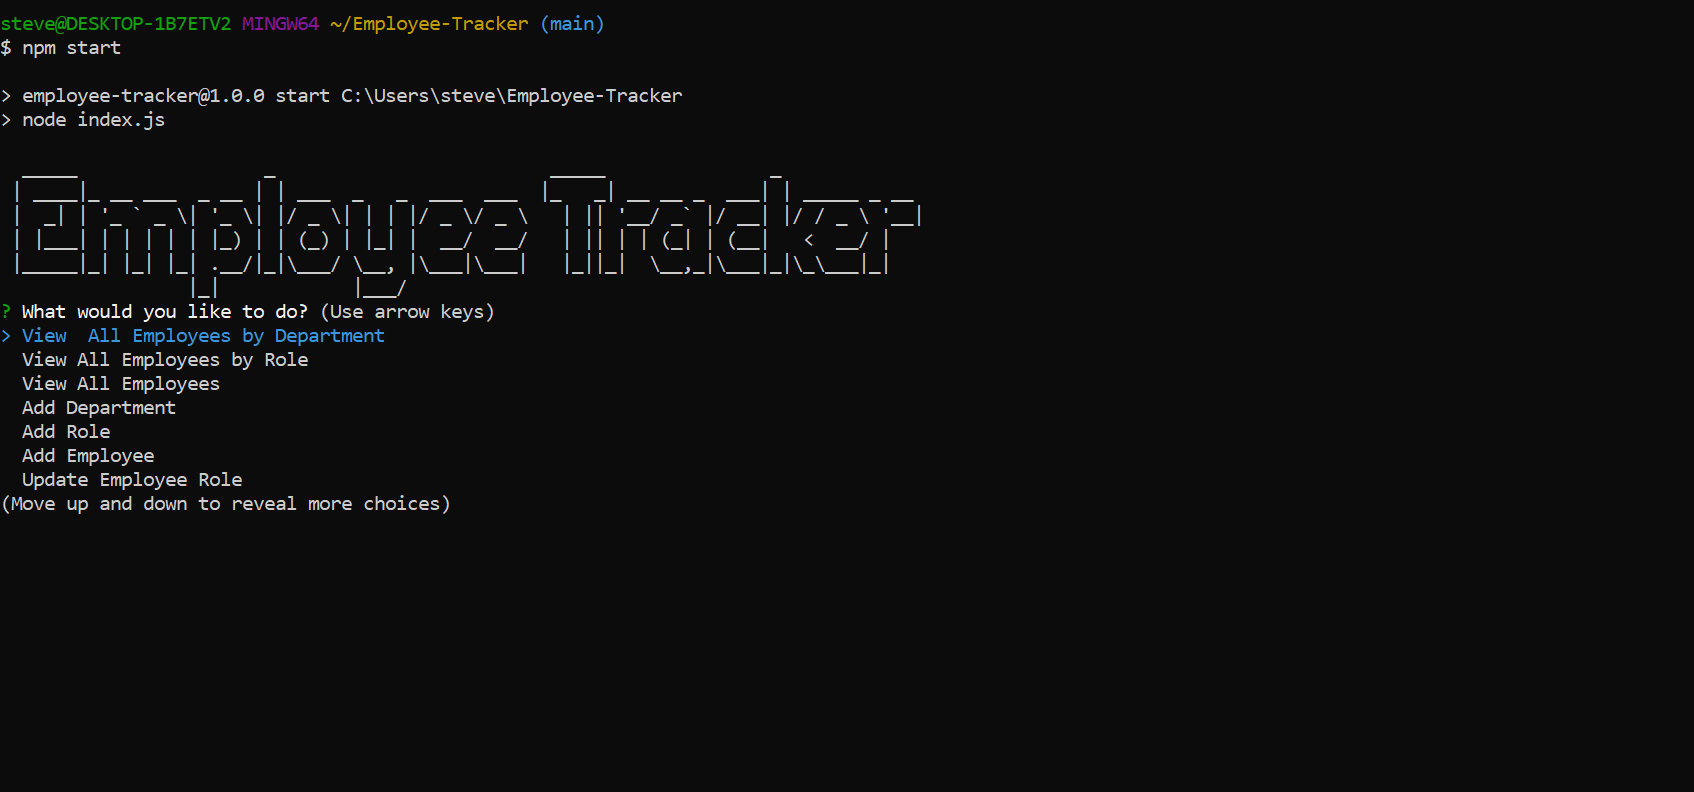 steve@DESKTOP-1B7ETV2 MINGW64 ~/Employee-Tracker (main)
$ npm start
> employee-tracker@1.0.0 start C:\Users\steve\Employee-Tracker
> node index.js
Employee Tracker
? What would you like to do? (Use arrow keys)
> View  All Employees by Department
View All Employees by Role
View All Employees
Add Department
Add Role
Add Employee
Update Employee Role
(Move up and down to reveal more choices)